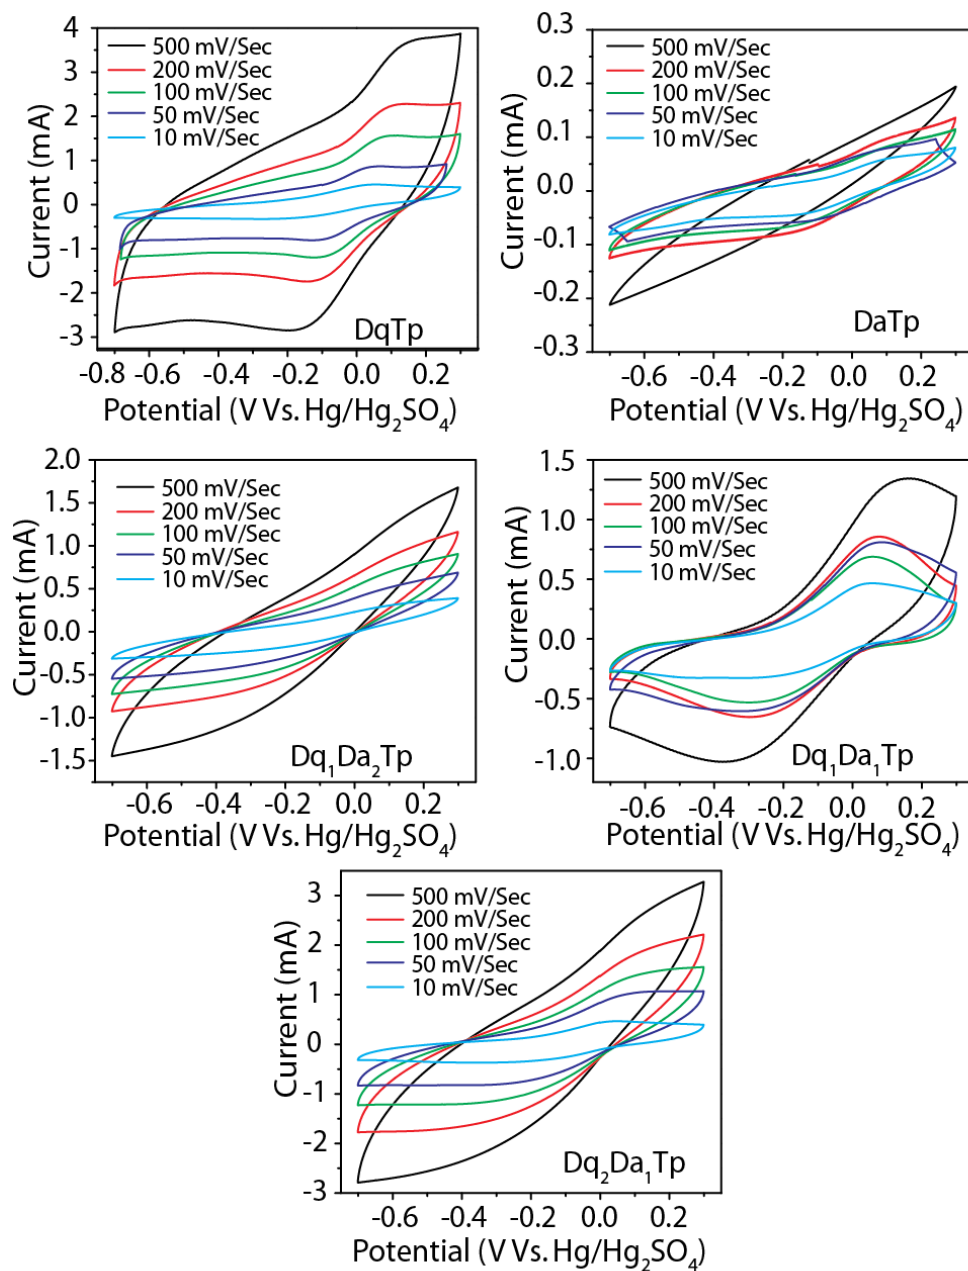 4
3
2
1
0
-1
-2
-3
Current (mA)
500 mV/Sec
200 mV/Sec
100 mV/Sec
50 mV/Sec
10 mV/Sec
DqTp
-0.8 -0.6 -0.4 -0.2 0.0 0.2
Potential (V Vs. Hg/Hg₂SO₄)
0.3
0.2
0.1
0.0
-0.1
-0.2
0.3
Current (mA)
500 mV/Sec
200 mV/Sec
100 mV/Sec
50 mV/Sec
10 mV/Sec
DaTp
-0.6 -0.4 -0.2 0.0 0.2
Potential (V Vs. Hg/Hg₂SO₄)
2.0
1.5
1.0
0.5
0.0
-0.5
-1.0
-1.5
Current (mA)
500 mV/Sec
200 mV/Sec
100 mV/Sec
50 mV/Sec
10 mV/Sec
Dq₁Da₂Tp
-0.6 -0.4 -0.2 0.0 0.2
Potential (V Vs. Hg/Hg₂SO₄)
1.5
1.0
0.5
0.0
-0.5
-1.0
Current (mA)
500 mV/Sec
200 mV/Sec
100 mV/Sec
50 mV/Sec
10 mV/Sec
Dq₁Da₁Tp
-0.6 -0.4 -0.2 0.0 0.2
Potential (V Vs. Hg/Hg₂SO₄)
3
2
1
0
-1
-2
-3
Current (mA)
500 mV/Sec
200 mV/Sec
100 mV/Sec
50 mV/Sec
10 mV/Sec
Dq₂Da₁Tp
-0.6 -0.4 -0.2 0.0 0.2
Potential (V Vs. Hg/Hg₂SO₄)